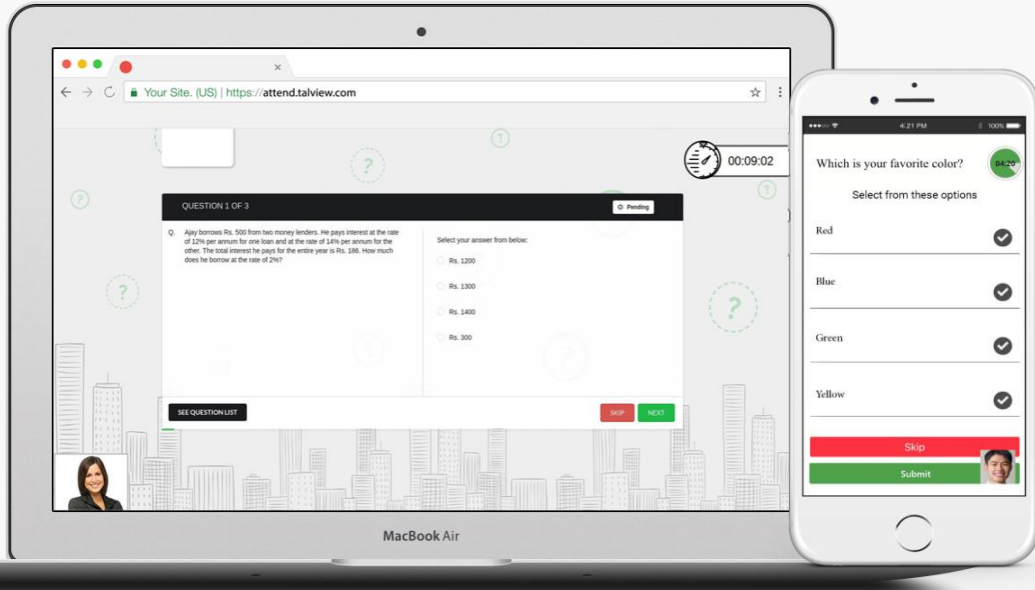 Your Site. (US) | https://attend.talview.com
00:09:02
QUESTION 1 OF 3
Pending
Q. Ajay borrows Rs. 500 from two money lenders. He pays interest at the rate
of 12% per annum for one loan and at the rate of 14% per annum for the
other. The total interest he pays for the entire year is Rs. 186. How much
does he borrow at the rate of 2%?
Select your answer from below:
Rs. 1200
Rs. 1300
Rs. 1400
Rs. 300
SEE QUESTION LIST
SKIP
NEXT
MacBook Air
4:21 PM
100%
Which is your favorite color?
04:20
Select from these options
Red
Blue
Green
Yellow
Skip
Submit